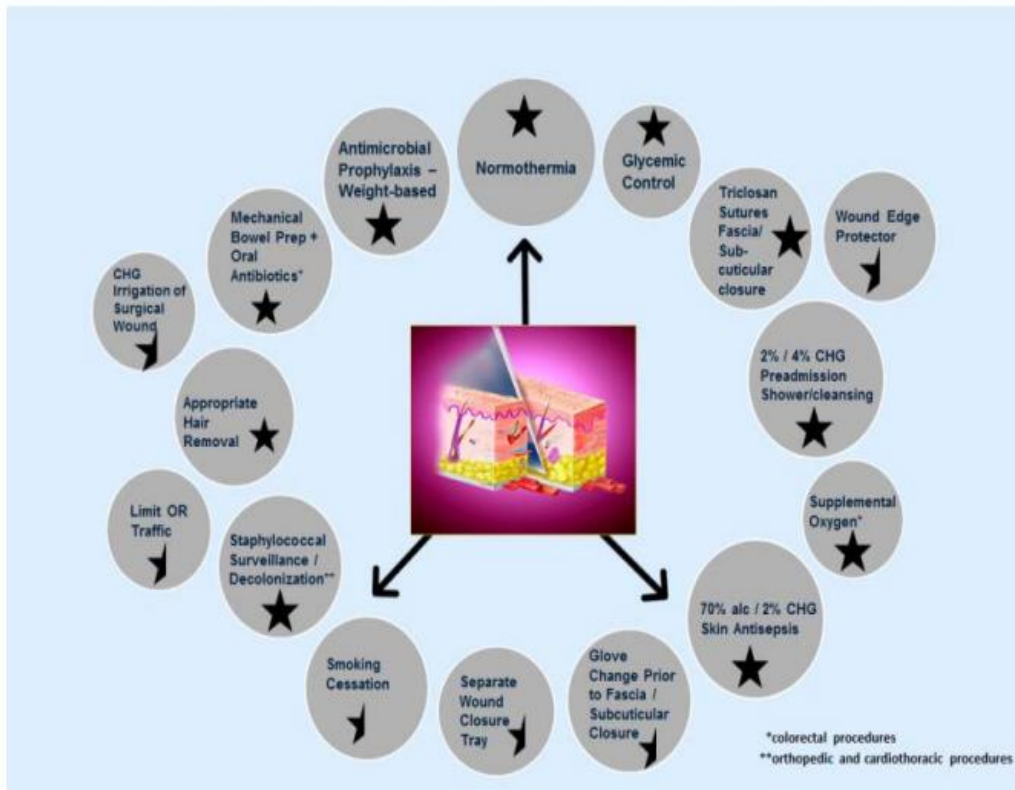 Normothermia
Glycemic
Control
Triclosan
Sutures
Fascia/
Sub-
cuticular
closure
Wound Edge
Protector
2% / 4% CHG
Preadmission
Shower/cleansing
Supplemental
Oxygen*
70% alc / 2% CHG
Skin Antisepsis
Glove
Change Prior
to Fascia /
Subcuticular
Closure
Separate
Wound
Closure
Tray
Smoking
Cessation
Staphylococcal
Surveillance /
Decolonization**
Limit OR
Traffic
Appropriate
Hair
Removal
CHG
Irrigation of
Surgical
Wound
Mechanical
Bowel Prep +
Oral
Antibiotics*
Antimicrobial
Prophylaxis –
Weight-based
*colorectal procedures
**orthopedic and cardiothoracic procedures